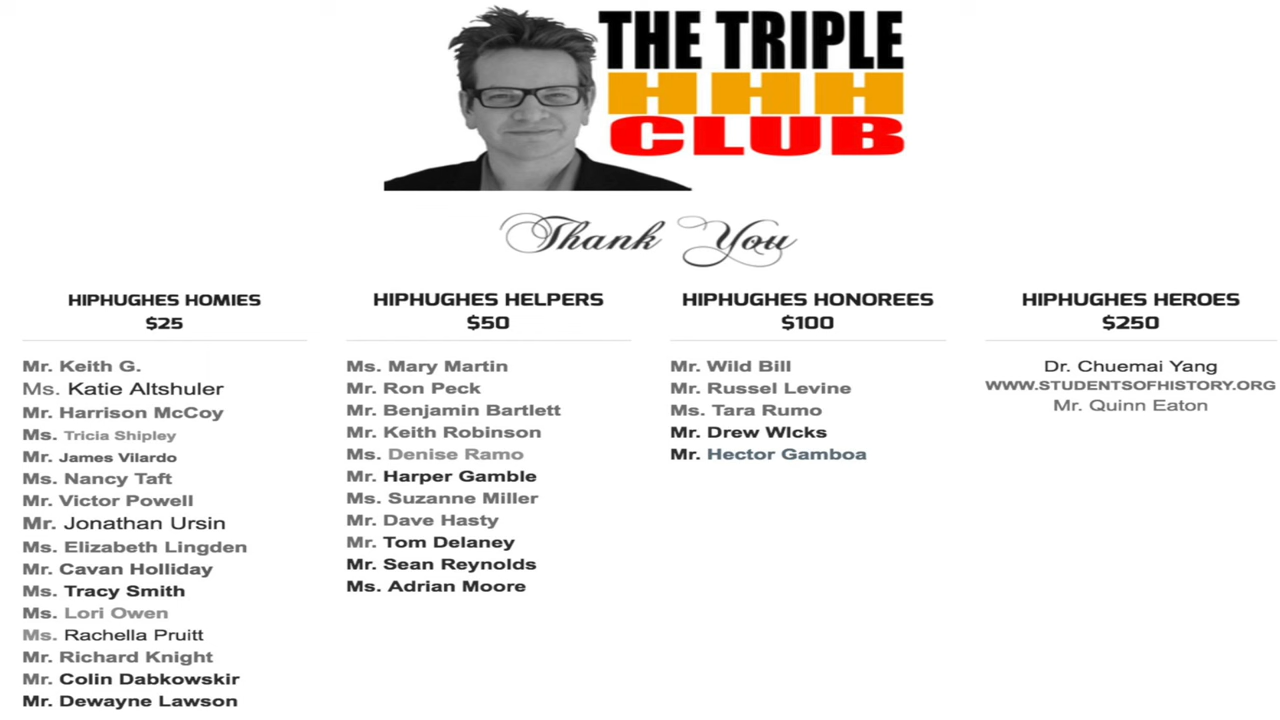 THE TRIPLE
HHH
CLUB
Thank You
HIPHUGHES HOMIES
$25
Mr. Keith G.
Ms. Katie Altshuler
Mr. Harrison McCoy
Ms. Tricia Shipley
Mr. James Vilardo
Ms. Nancy Taft
Mr. Victor Powell
Mr. Jonathan Ursin
Ms. Elizabeth Lingden
Mr. Cavan Holliday
Ms. Tracy Smith
Ms. Lori Owen
Ms. Rachella Pruitt
Mr. Richard Knight
Mr. Colin Dabkowskir
Mr. Dewayne Lawson
HIPHUGHES HELPERS
$50
Ms. Mary Martin
Mr. Ron Peck
Mr. Benjamin Bartlett
Mr. Keith Robinson
Ms. Denise Ramo
Mr. Harper Gamble
Ms. Suzanne Miller
Mr. Dave Hasty
Mr. Tom Delaney
Mr. Sean Reynolds
Ms. Adrian Moore
HIPHUGHES HONOREES
$100
Mr. Wild Bill
Mr. Russel Levine
Ms. Tara Rumo
Mr. Drew WIcks
Mr. Hector Gamboa
HIPHUGHES HEROES
$250
Dr. Chuemai Yang
WWW.STUDENTSOFHISTORY.ORG
Mr. Quinn Eaton